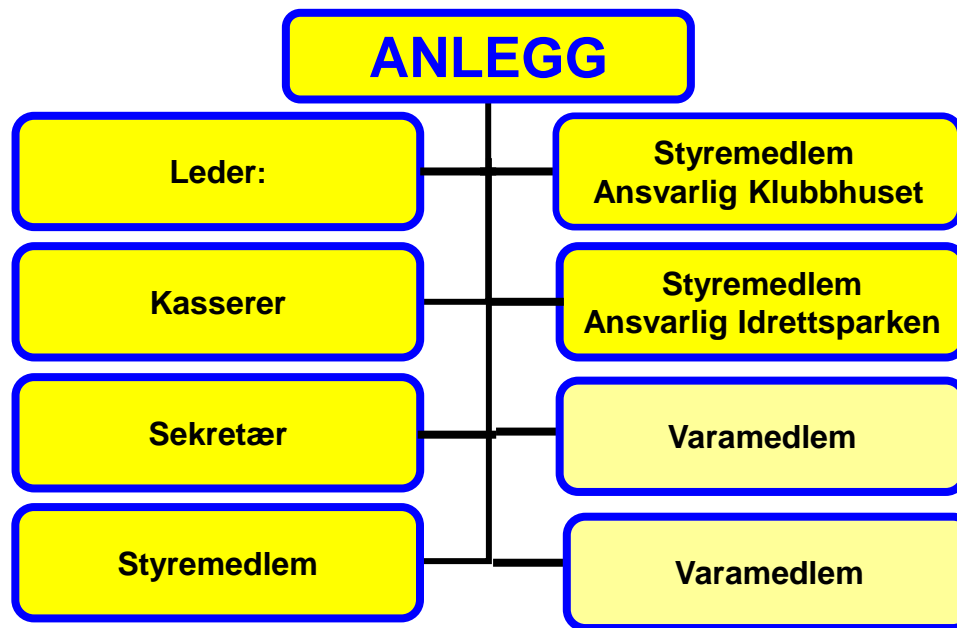 ANLEGG
Leder:
Styremedlem
Ansvarlig Klubbhuset
Kasserer
Styremedlem
Ansvarlig Idrettsparken
Sekretær
Varamedlem
Styremedlem
Varamedlem